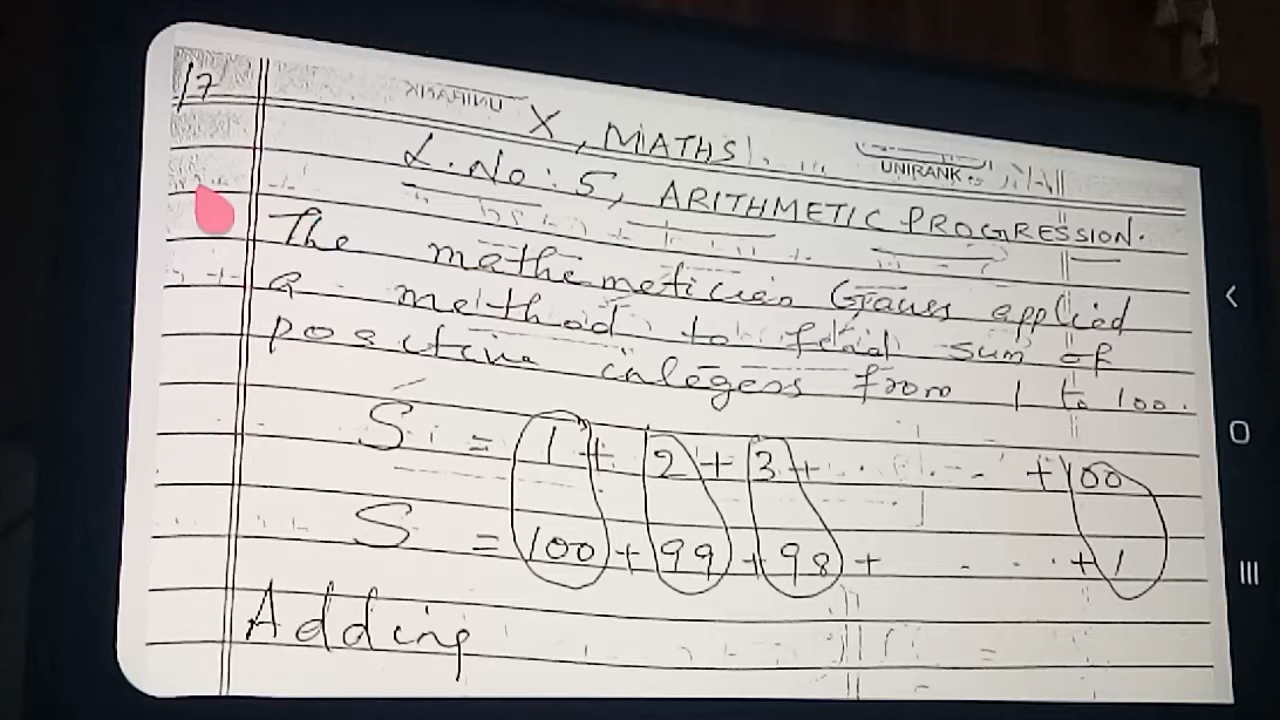 17
X, MATHS.
UNIRANK
L.No: 5, ARITHMETIC PROGRESSION.
The mathematician Gauss applied
a method to find sum of
positive integers from 1 to 100.
S = 1 + 2 + 3 + . . . . + 100
S = 100 + 99 + 98 + . . . + 1
Adding